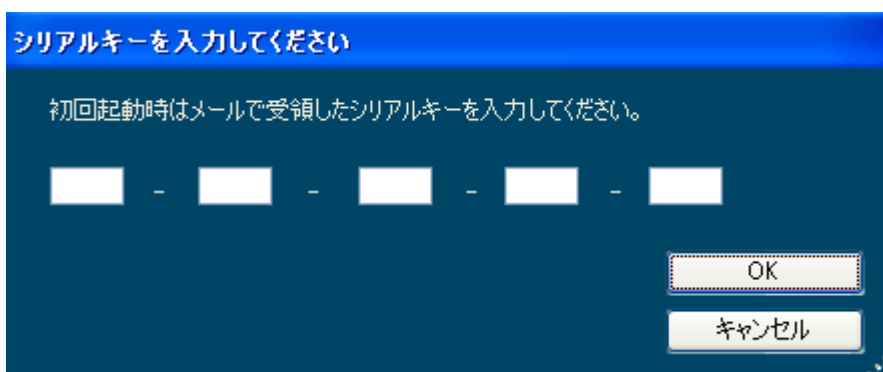 シリアルキーを入力してください
初回起動時はメールで受領したシリアルキーを入力してください。
- - - -
OK
キャンセル